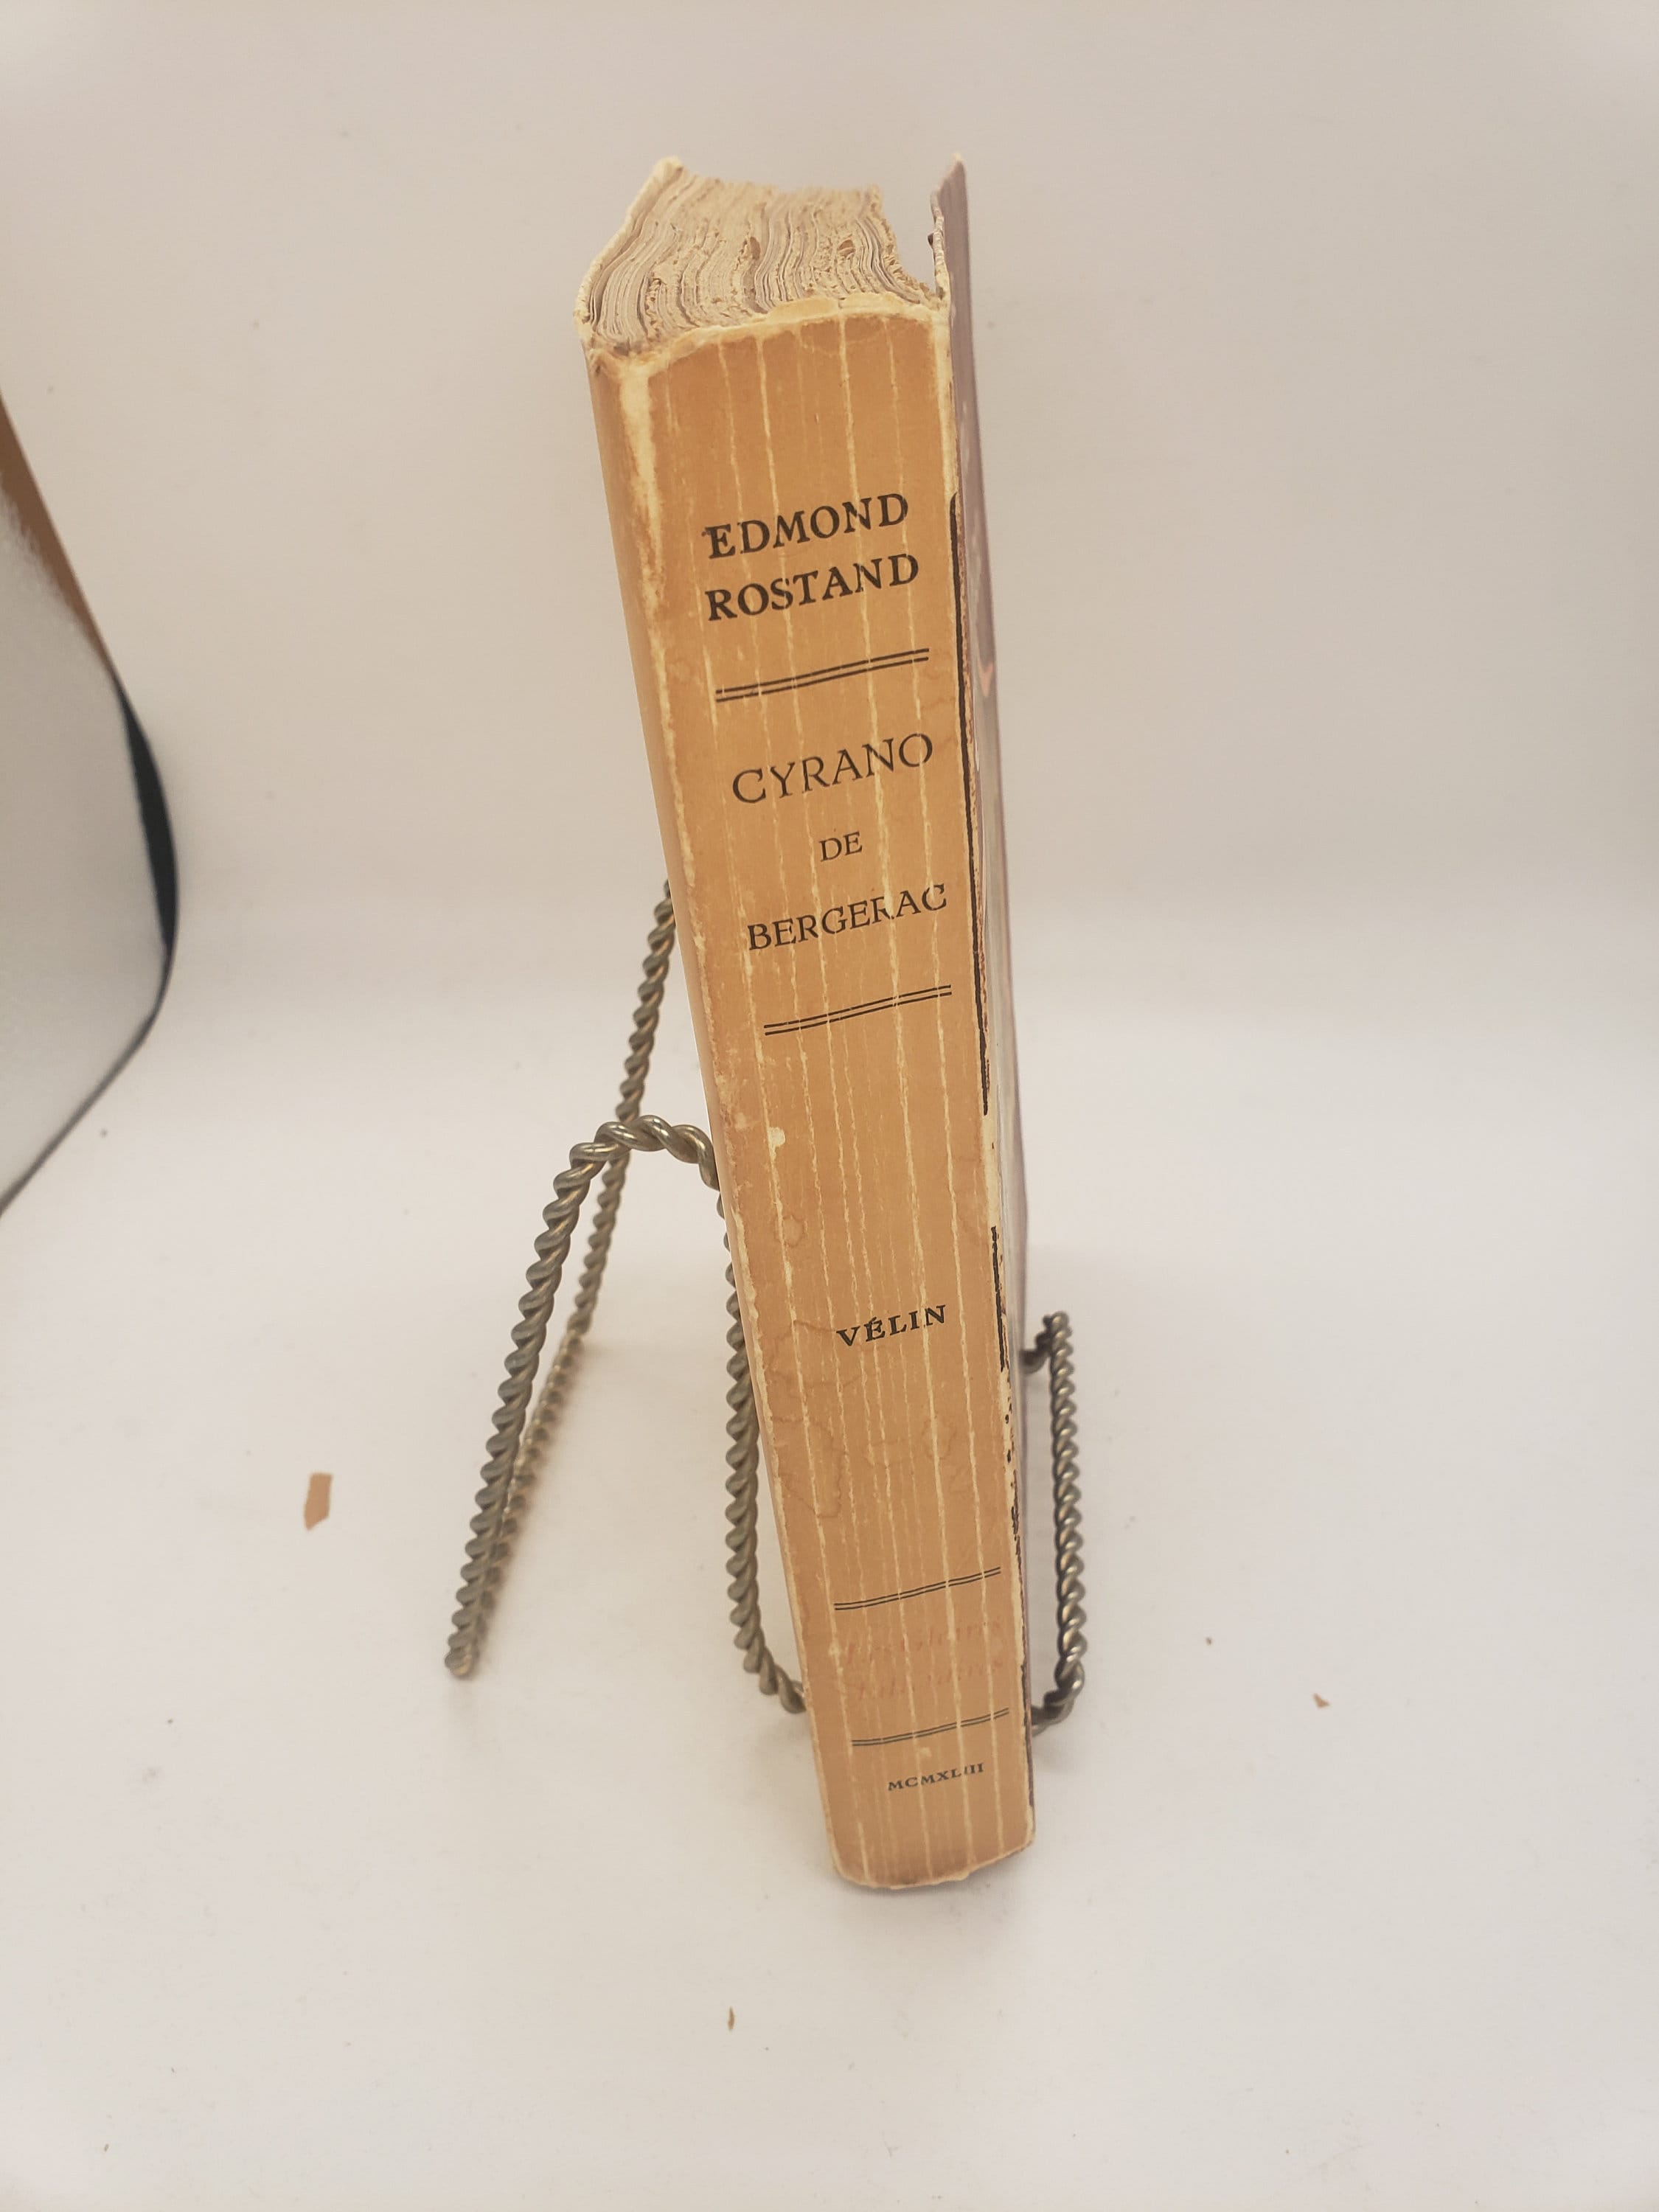 EDMOND
ROSTAND
CYRANO
DE
BERGERAC
VÉLIN
MCMXLIII